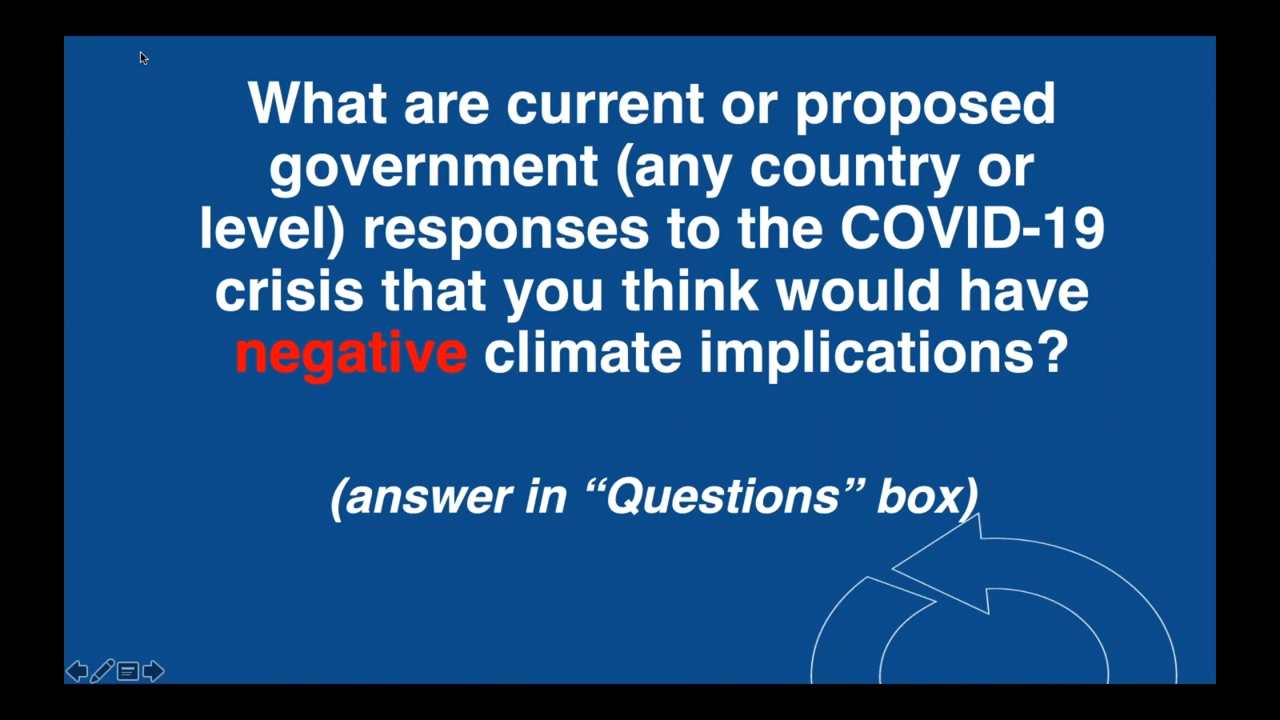 What are current or proposed
government (any country or
level) responses to the COVID-19
crisis that you think would have
negative climate implications?
(answer in “Questions” box)